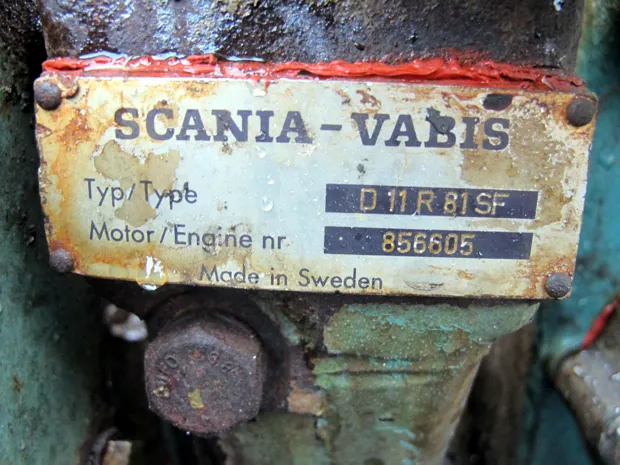 SCANIA-VABIS
Typ/Type D 11 R 81 SF
Motor/Engine nr 856605
Made in Sweden